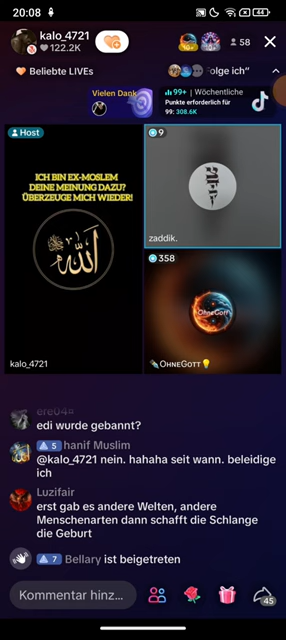 20:08
44
kalo_4721
122.2K
58
Beliebte LIVEs
olge ich“
Vielen Dank
99+ | Wöchentliche
Punkte erforderlich für
99: 308.6K
Host
9
ICH BIN EX-MOSLEM
DEINE MEINUNG DAZU?
ÜBERZEUGE MICH WIEDER!
الله
kalo_4721
zaddik.
358
OhneGott
OHNEGOTT
ere04#
edi wurde gebannt?
5 hanif Muslim
@kalo_4721 nein. hahaha seit wann. beleidige
ich
Luzifair
erst gab es andere Welten, andere
Menschenarten dann schafft die Schlange
die Geburt
7 Bellary ist beigetreten
Kommentar hinz...
45